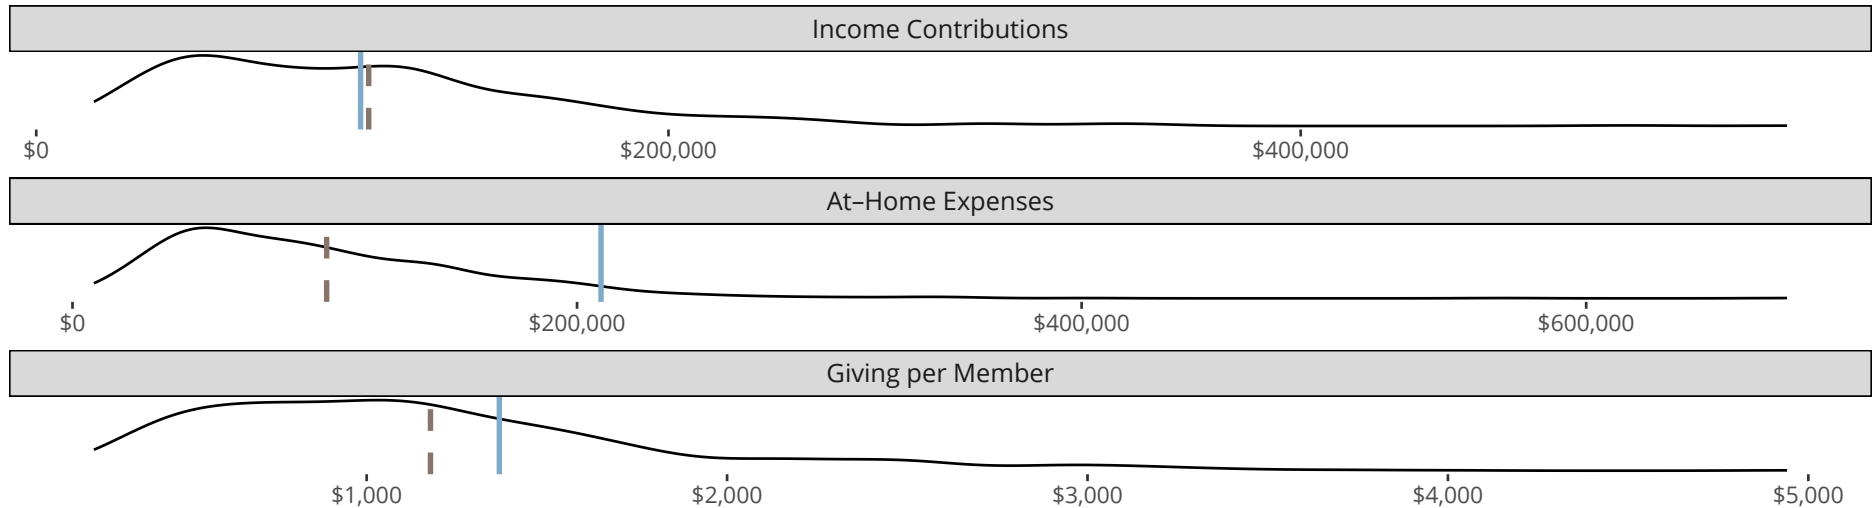 Income Contributions
$0 $200,000 $400,000
At–Home Expenses
$0 $200,000 $400,000 $600,000
Giving per Member
$1,000 $2,000 $3,000 $4,000 $5,000